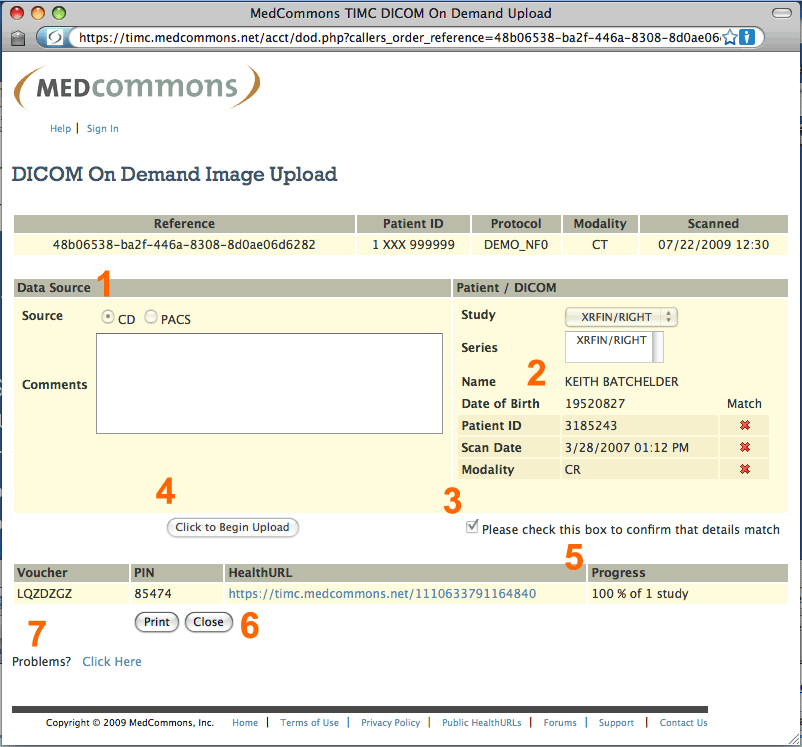 MedCommons TIMC DICOM On Demand Upload
https://timc.medcommons.net/acct/dod.php?callers_order_reference=48b06538-ba2f-446a-8308-8d0ae06
MEDcommons
Help | Sign In
DICOM On Demand Image Upload
Reference Patient ID Protocol Modality Scanned
48b06538-ba2f-446a-8308-8d0ae06d6282 1 XXX 999999 DEMO_NF0 CT 07/22/2009 12:30
1
Data Source Patient / DICOM
Source CD PACS Study XRFIN/RIGHT
Series XRFIN/RIGHT
2
Comments Name KEITH BATCHELDER
Date of Birth 19520827 Match
Patient ID 3185243
Scan Date 3/28/2007 01:12 PM
Modality CR
4 3
Click to Begin Upload Please check this box to confirm that details match
5
Voucher PIN HealthURL Progress
LQZDZGZ 85474 https://timc.medcommons.net/1110633791164840 100 % of 1 study
Print Close 6
7
Problems? Click Here
Copyright © 2009 MedCommons, Inc. Home | Terms of Use | Privacy Policy | Public HealthURLs | Forums | Support | Contact Us